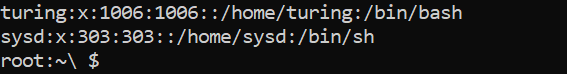 turing:x:1006:1006::/home/turing:/bin/bash
sysd:x:303:303::/home/sysd:/bin/sh
root:~\ $